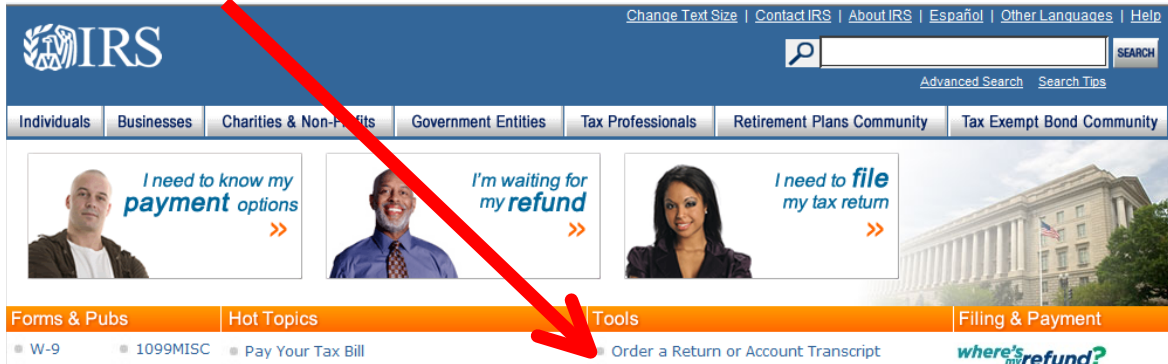 Change Text Size | Contact IRS | About IRS | Español | Other Languages | Help
IRS
SEARCH
Advanced Search Search Tips
Individuals Businesses Charities & Non-Profits Government Entities Tax Professionals Retirement Plans Community Tax Exempt Bond Community
I need to know my
payment options
»
I'm waiting for
my refund
»
I need to file
my tax return
»
Forms & Pubs Hot Topics Tools Filing & Payment
W-9 1099MISC Pay Your Tax Bill Order a Return or Account Transcript where's my refund?